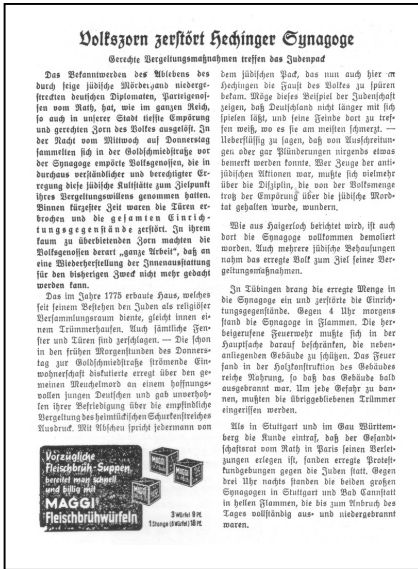 Volkszorn zerstört Hechinger Synagoge
Gerechte Vergeltungsmaßnahmen treffen das Judenpack
Das Bekanntwerden des Ablebens des
durch feige jüdische Mörderhand niederge-
streckten deutschen Diplomaten, Parteigenos-
sen vom Rath, hat, wie im ganzen Reich,
so auch in unserer Stadt tiefste Empörung
und gerechten Zorn des Volkes ausgelöst. In
der Nacht vom Mittwoch auf Donnerstag
sammelten sich in der Goldschmiedstraße vor
der Synagoge empörte Volksgenossen, die in
durchaus verständlicher und berechtigter Er-
regung diese jüdische Kultstätte zum Zielpunkt
ihres Vergeltungswillens genommen hatten.
Binnen kürzester Zeit waren die Türen er-
brochen und die gesamten Einrich-
tungsgegenstände zerstört. In ihrem
kaum zu überbietenden Zorn machten die
Volksgenossen derart „ganze Arbeit“, daß an
eine Wiederherstellung der Innenausstattung
für den bisherigen Zweck nicht mehr gedacht
werden kann.
Das im Jahre 1775 erbaute Haus, welches
seit seinem Bestehen den Juden als religiöser
Versammlungsraum diente, gleicht innen ei-
nem Trümmerhaufen. Auch sämtliche Fen-
ster und Türen sind zerschlagen. — Die schon
in den frühen Morgenstunden des Donners-
tag zur Goldschmiedstraße strömende Ein-
wohnerschaft diskutierte erregt über den ge-
meinen Meuchelmord an einem hoffnungs-
vollen jungen Deutschen und gab unverhoh-
len ihrer Befriedigung über die empfindliche
Vergeltung des heimtückischen Schurkenstreiches
Ausdruck. Mit Abscheu spricht jedermann von
Vorzügliche
Fleischbrüh-Suppen
bereitet man schnell
und billig mit
MAGGI
Fleischbrühwürfeln
3 Würfel 9 Pf.
1 Stange (6 Würfel) 18 Pf.
dem jüdischen Pack, das nun auch hier
in Hechingen die Faust des Volkes zu spüren
bekam. Möge dieses Beispiel der Judenschaft
zeigen, daß Deutschland nicht länger mit sich
spielen läßt, und seine Feinde dort zu tref-
fen weiß, wo es sie am meisten schmerzt. —
Ueberflüssig zu sagen, daß von Ausschreitun-
gen oder gar Plünderungen nirgends etwas
bemerkt werden konnte. Wer Zeuge der anti-
jüdischen Aktionen war, mußte sich vielmehr
über die Disziplin, die von der Volksmenge
trotz der Empörung über die jüdische Mord-
tat gehalten wurde, wundern.
Wie aus Haigerloch berichtet wird, ist auch
dort die Synagoge vollkommen demoliert
worden. Auch mehrere jüdische Behausungen
nahm das erregte Volk zum Ziel seiner Ver-
geltungsmaßnahmen.
In Tübingen drang die erregte Menge in
die Synagoge ein und zerstörte die Einrich-
tungsgegenstände. Gegen 4 Uhr morgens
stand die Synagoge in Flammen. Die her-
beigerufene Feuerwehr mußte sich in der
Hauptsache darauf beschränken, die neben-
anliegenden Gebäude zu schützen. Das Feuer
fand in der Holzkonstruktion des Gebäudes
reiche Nahrung, so daß das Gebäude bald
ausgebrannt war. Um jede Gefahr zu ban-
nen, mußten die übriggebliebenen Trümmer
eingerissen werden.
Als in Stuttgart und im Gau Württem-
berg die Kunde eintraf, daß der Gesandt-
schaftsrat vom Rath in Paris seinen Verlet-
zungen erlegen ist, fanden erregte Protest-
kundgebungen gegen die Juden statt. Gegen
drei Uhr nachts standen die beiden großen
Synagogen in Stuttgart und Bad Cannstatt
in hellen Flammen, die bis zum Anbruch des
Tages vollständig aus- und niedergebrannt
waren.